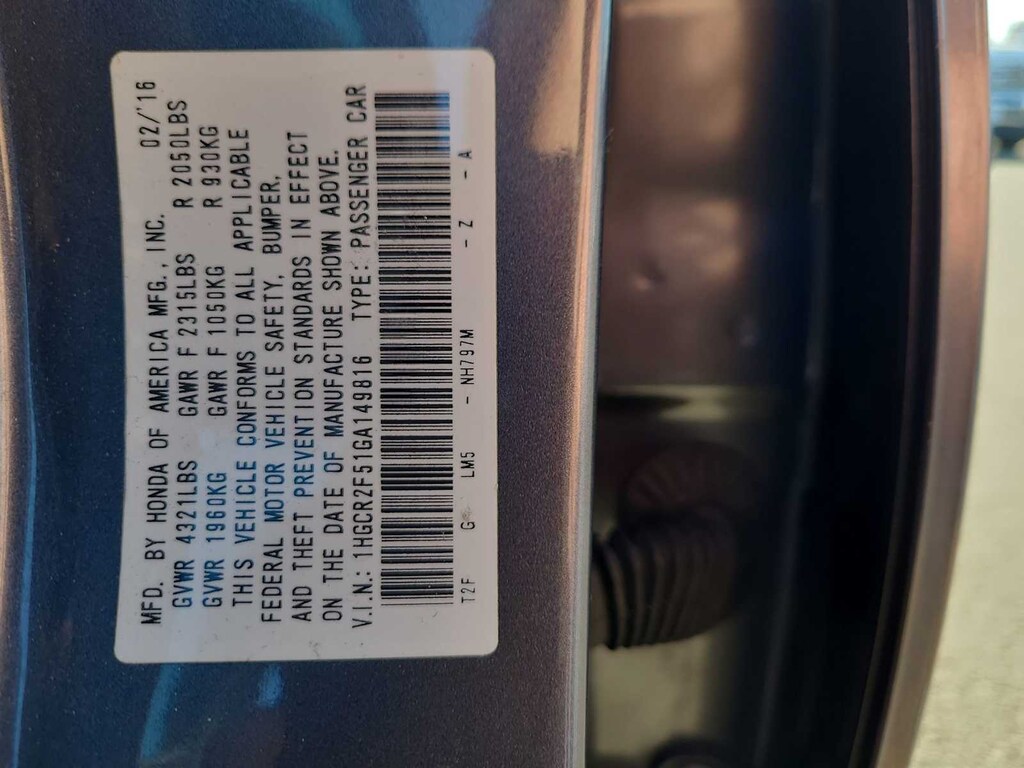 MFD. BY HONDA OF AMERICA MFG., INC. 02/'16
GVWR 4321LBS GAWR F 2315LBS R 2050LBS
GVWR 1960KG GAWR F 1050KG R 930KG
THIS VEHICLE CONFORMS TO ALL APPLICABLE
FEDERAL MOTOR VEHICLE SAFETY, BUMPER,
AND THEFT PREVENTION STANDARDS IN EFFECT
ON THE DATE OF MANUFACTURE SHOWN ABOVE.
V.I.N.: 1HGCR2F51GA149816 TYPE: PASSENGER CAR
T2F G LM5 - NH797M - Z - A